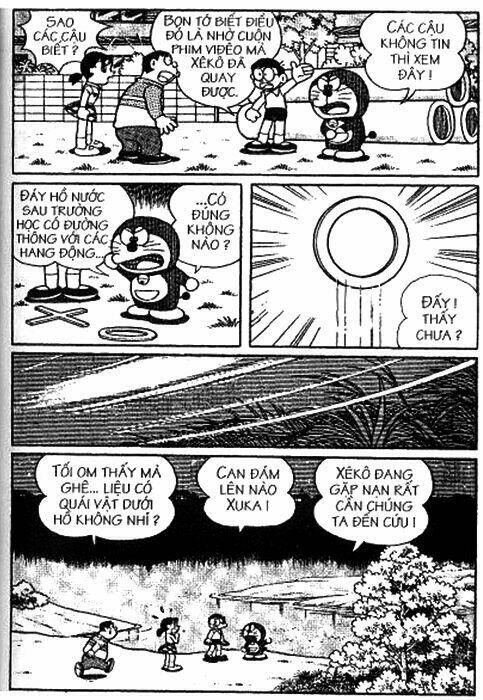 SAO
CÁC CẬU
BIẾT ?
BỌN TỚ BIẾT ĐIỀU
ĐÓ LÀ NHỜ CUỘN
PHIM VIĐÊO MÀ
XÊKÔ ĐÃ
QUAY
ĐƯỢC.
CÁC CẬU
KHÔNG TIN
THÌ XEM
ĐÂY !
ĐÁY HỒ NƯỚC
SAU TRƯỜNG
HỌC CÓ ĐƯỜNG
THÔNG VỚI CÁC
HANG ĐỘNG...
...CÓ
ĐÚNG
KHÔNG
NÀO ?
ĐẤY !
THẤY
CHƯA ?
TỐI OM THẤY MÀ
GHÊ... LIỆU CÓ
QUÁI VẬT DƯỚI
HỒ KHÔNG NHỈ ?
CAN ĐẢM
LÊN NÀO
XUKA !
XÊKÔ ĐANG
GẶP NẠN RẤT
CẦN CHÚNG
TA ĐẾN CỨU !